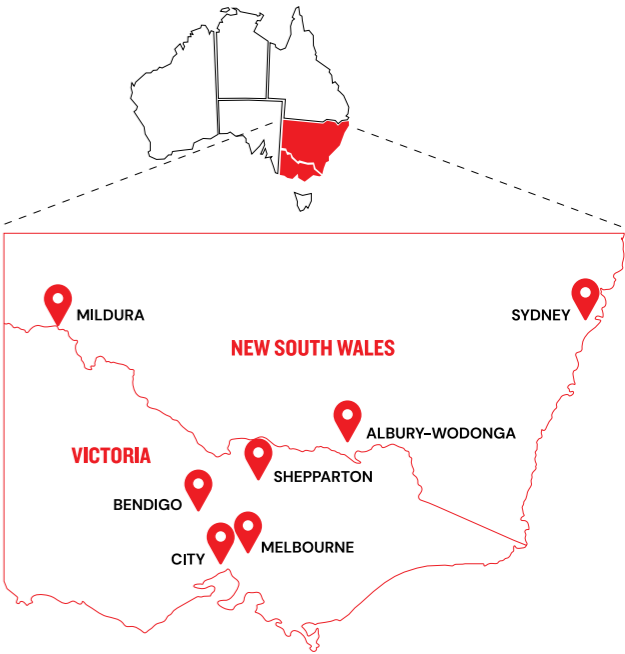 MILDURA
SYDNEY
NEW SOUTH WALES
ALBURY–WODONGA
VICTORIA
SHEPPARTON
BENDIGO
MELBOURNE
CITY